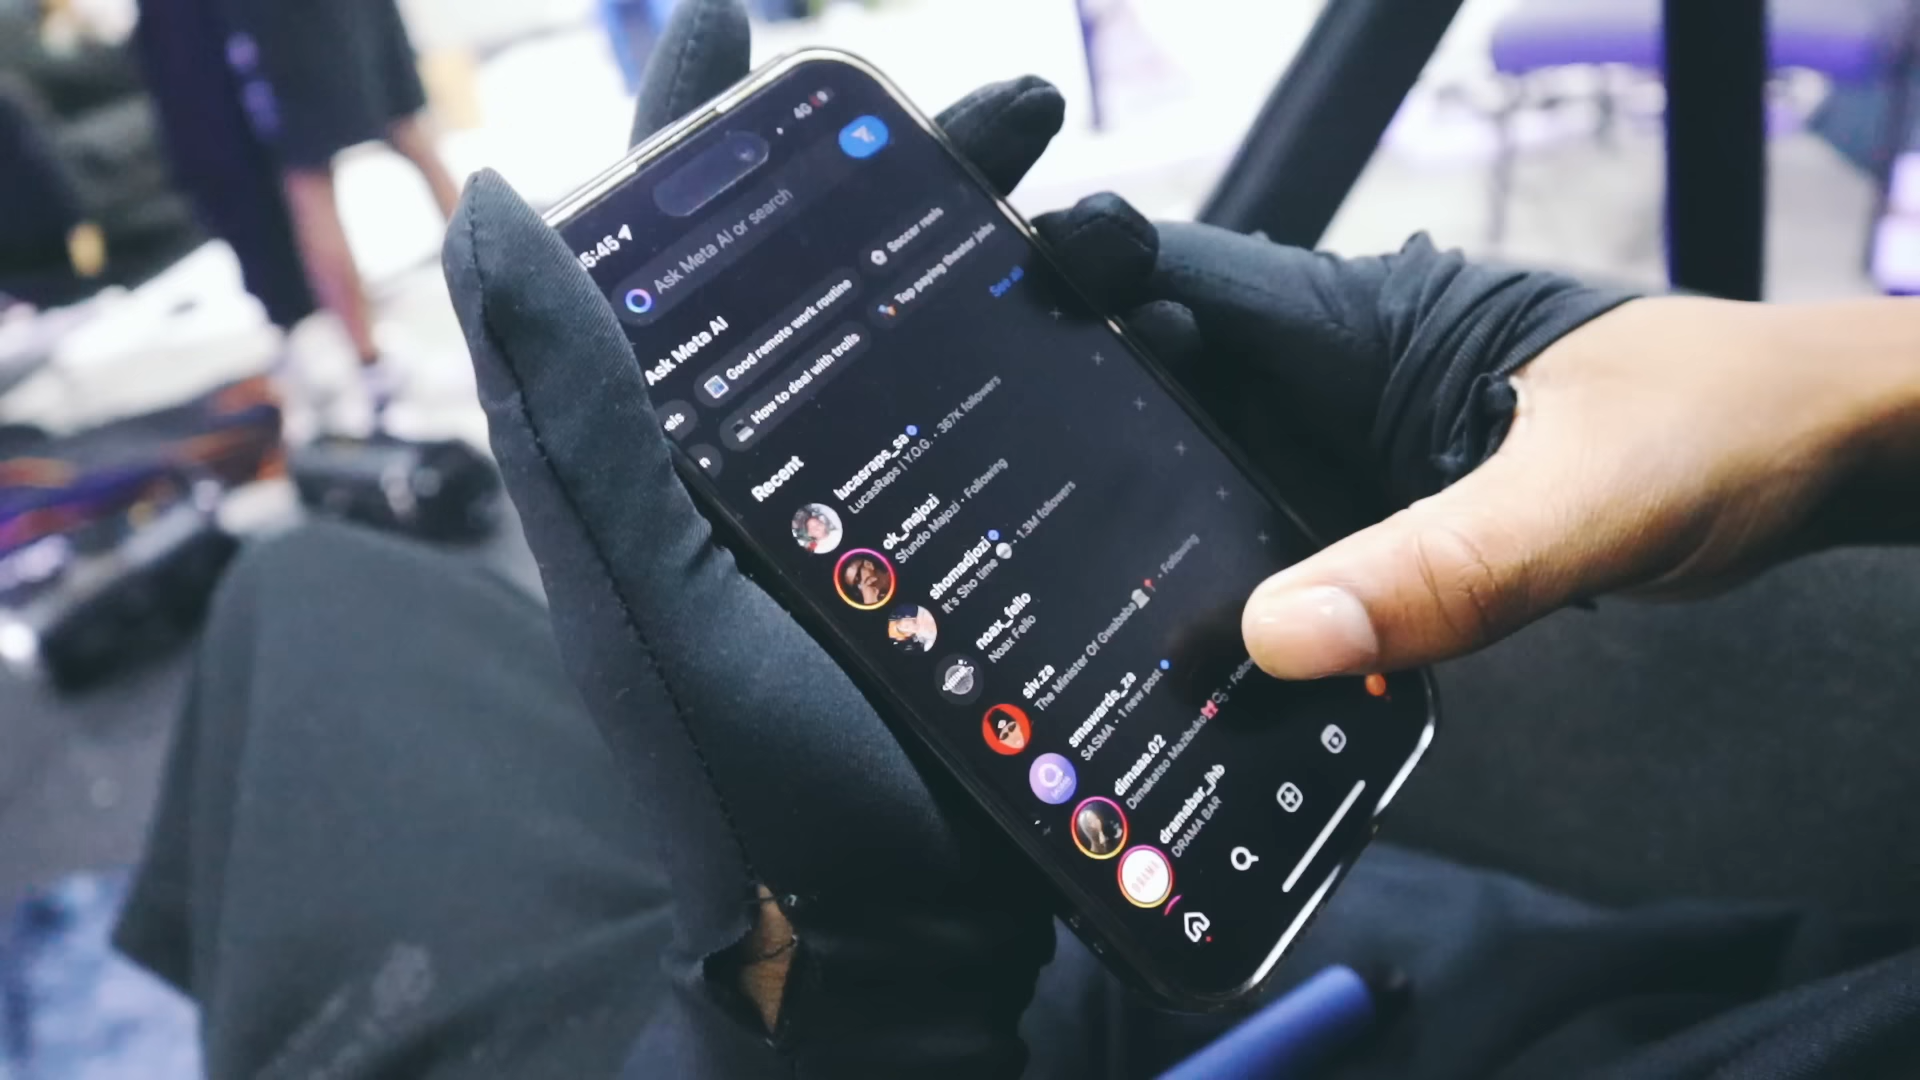 5:45
4G
Ask Meta AI or search
Ask Meta AI
Good remote work routine
Soccer reels
How to deal with trolls
Top paying theater jobs
Recent
See all
lucasraps_sa
LucasRaps | Y.O.G. • 367K followers
ok_majozi
Sfundo Majozi • Following
shomadjozi
It's Sho time • 1.3M followers
noax_fello
Noax Fello
siv.za
The Minister Of Gwababa • Following
smawards_za
SASMA • 1 new post
dimaaa.02
Dimakatso Mazibuko
dramabar_jhb
DRAMA BAR
DRAMA